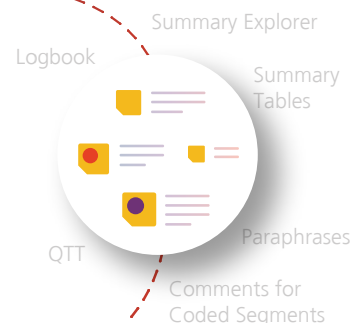 Summary Explorer
Logbook
Summary
Tables
Paraphrases
QTT
Comments for
Coded Segments